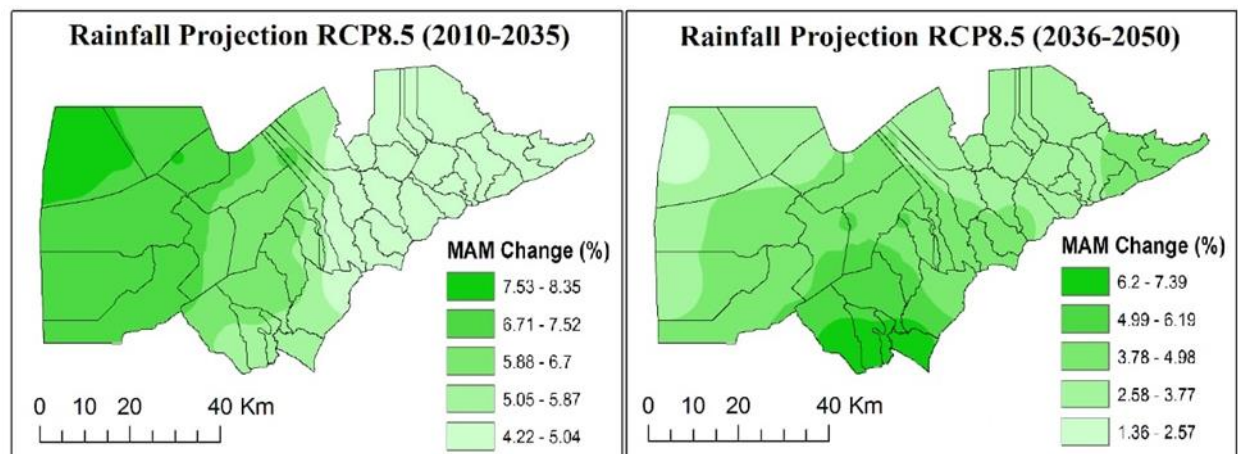 Rainfall Projection RCP8.5 (2010-2035)
MAM Change (%)
7.53 - 8.35
6.71 - 7.52
5.88 - 6.7
5.05 - 5.87
4.22 - 5.04
0 10 20 40 Km
Rainfall Projection RCP8.5 (2036-2050)
MAM Change (%)
6.2 - 7.39
4.99 - 6.19
3.78 - 4.98
2.58 - 3.77
1.36 - 2.57
0 10 20 40 Km